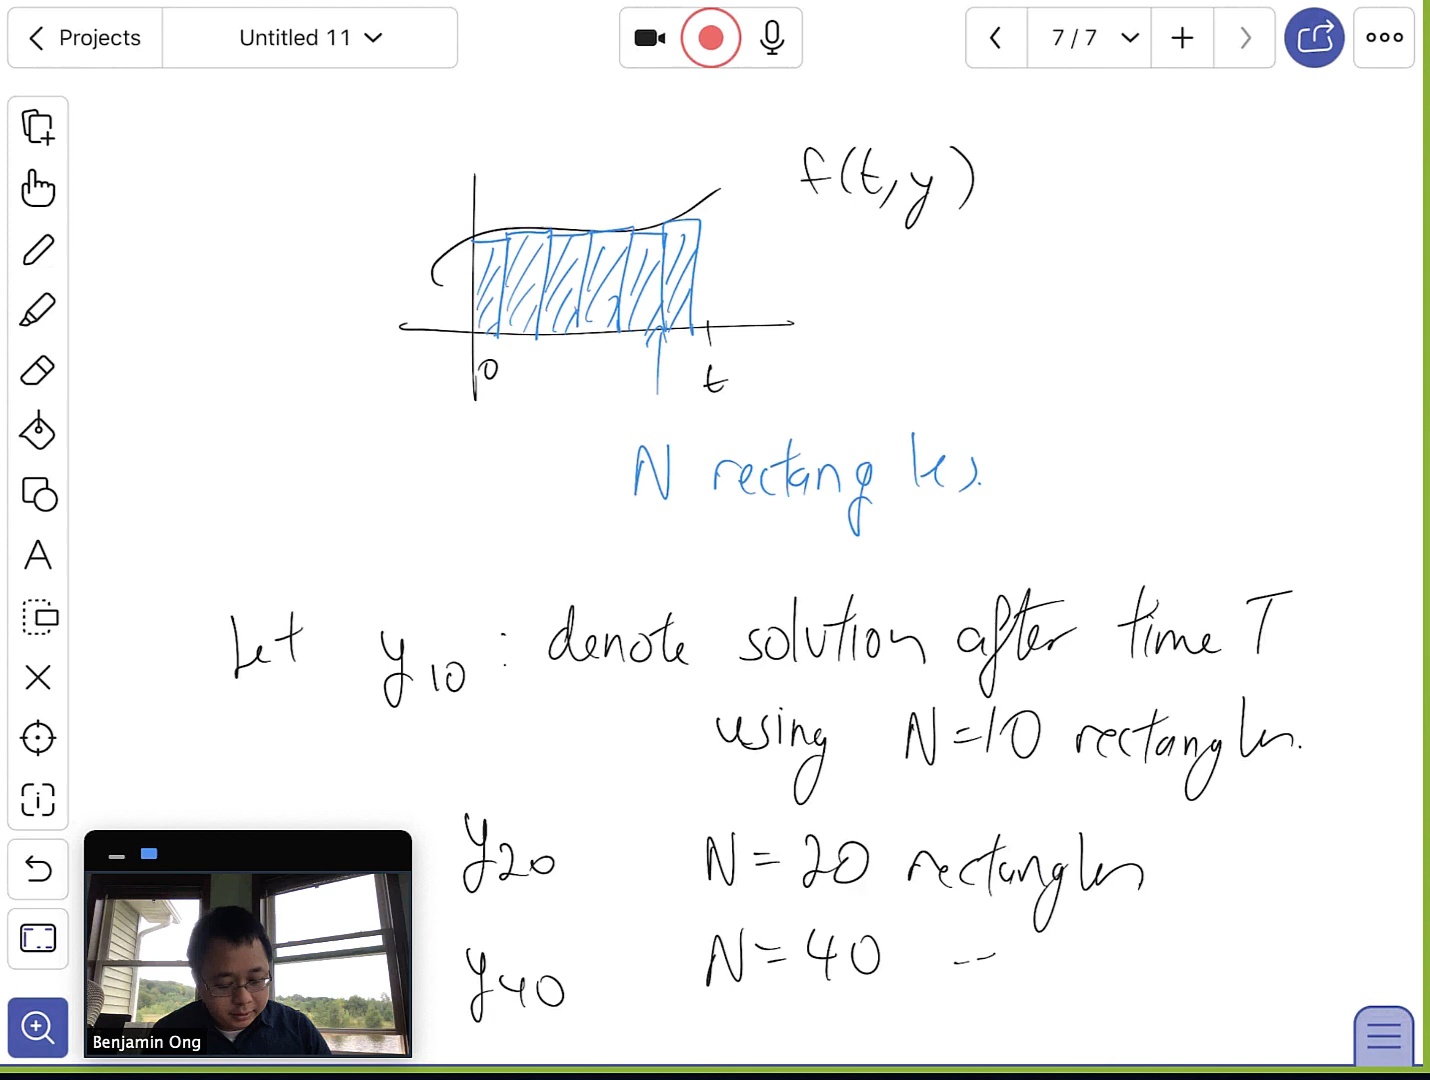 Projects
Untitled 11
7 / 7
f(t,y)
0
t
N rectangles.
Let y10 : denote solution after time T
using N=10 rectangles.
y20 N = 20 rectangles
y40 N = 40 --
A
Benjamin Ong